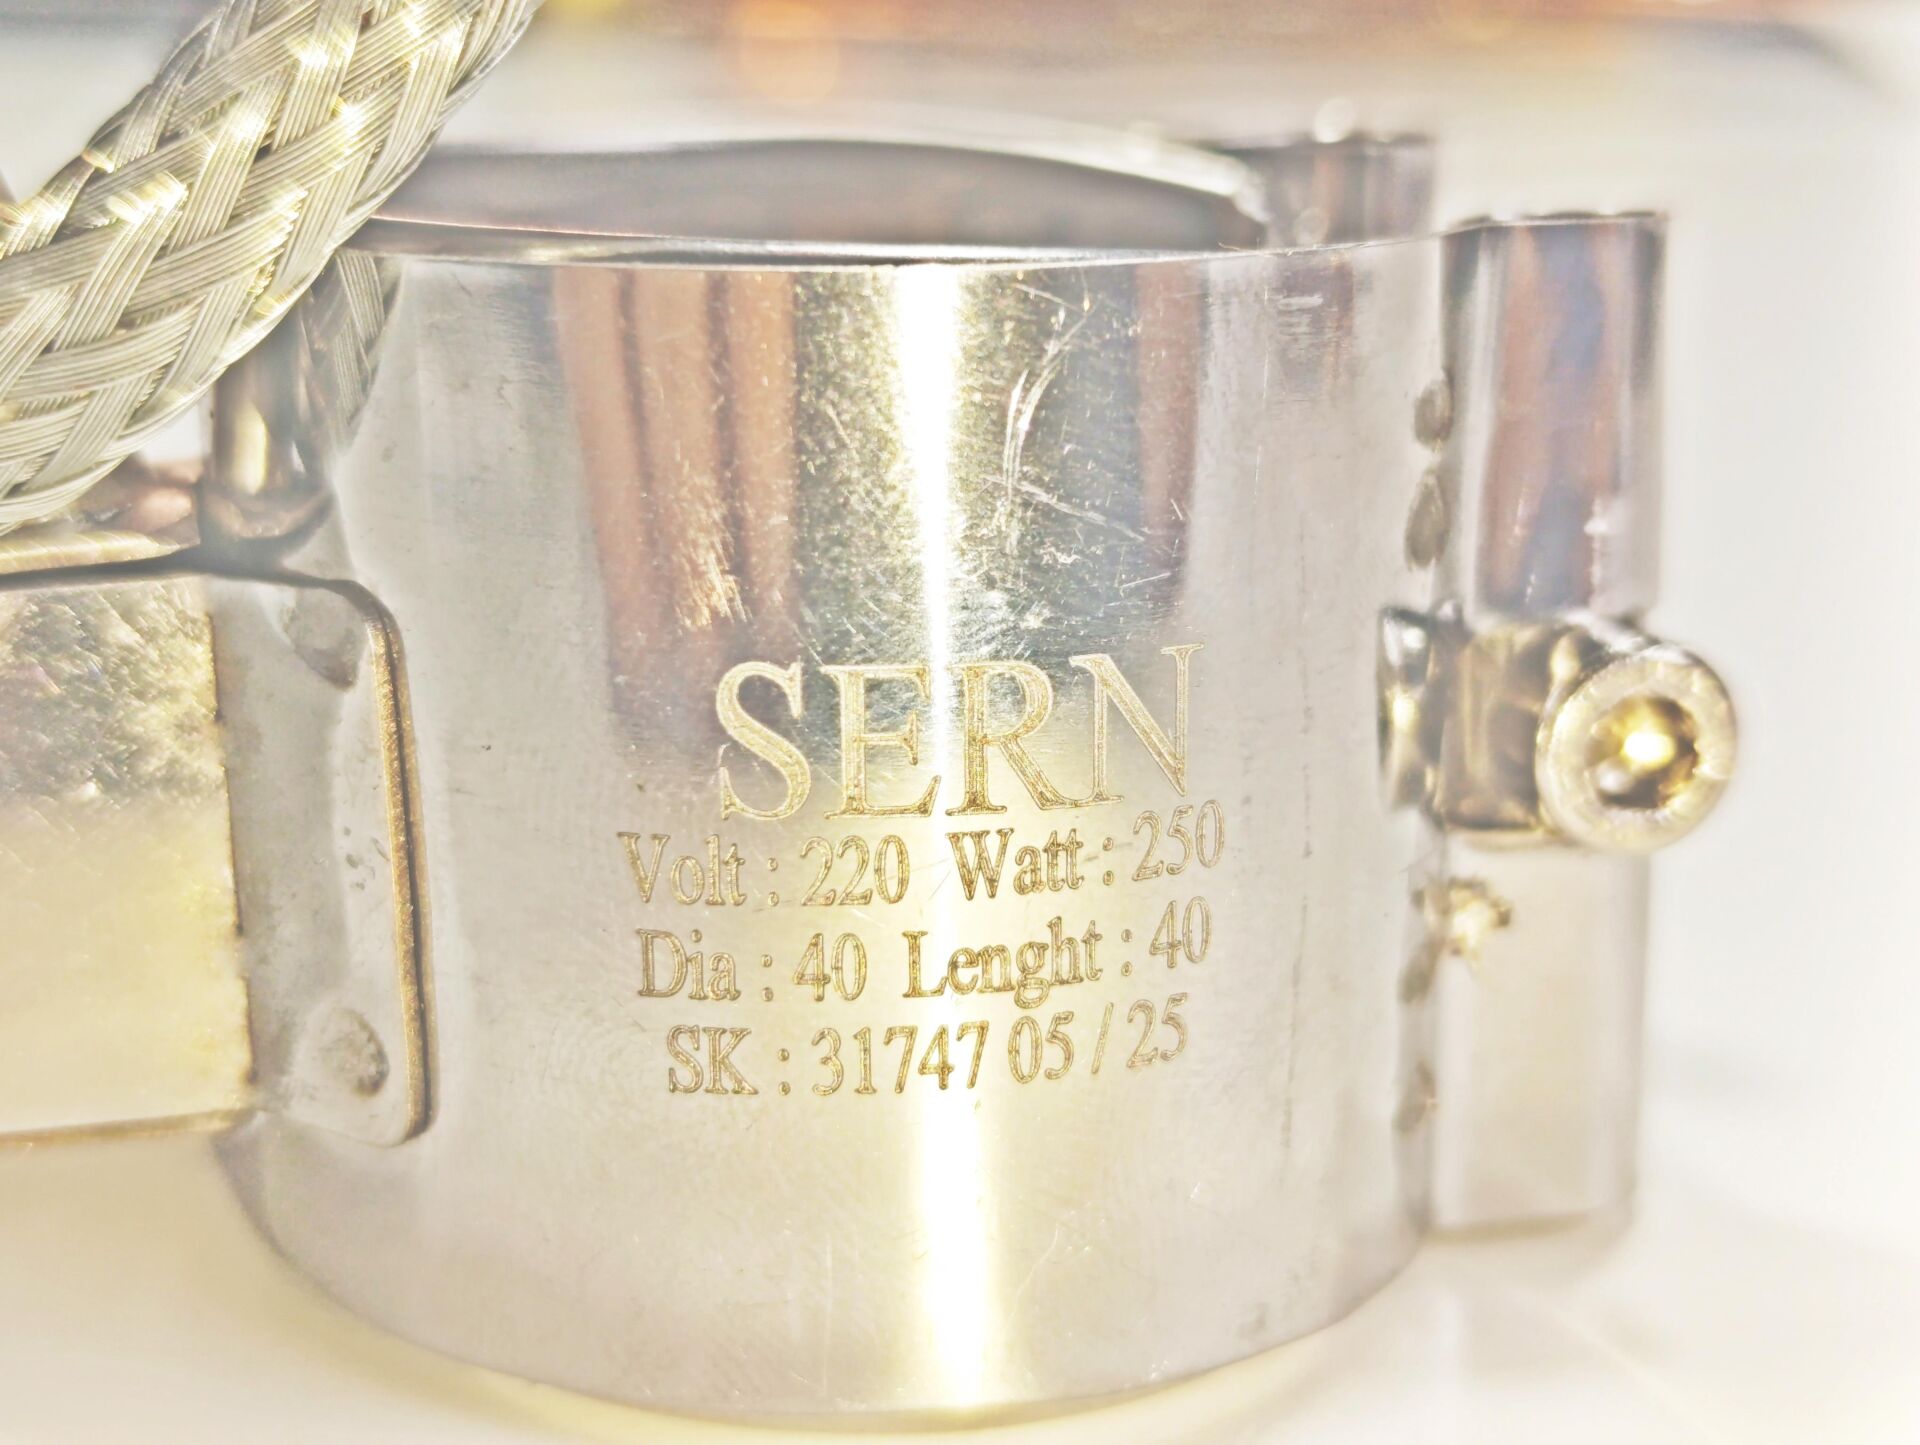 SERN
Volt : 220 Watt : 250
Dia : 40 Lenght : 40
SK : 31747 05 / 25